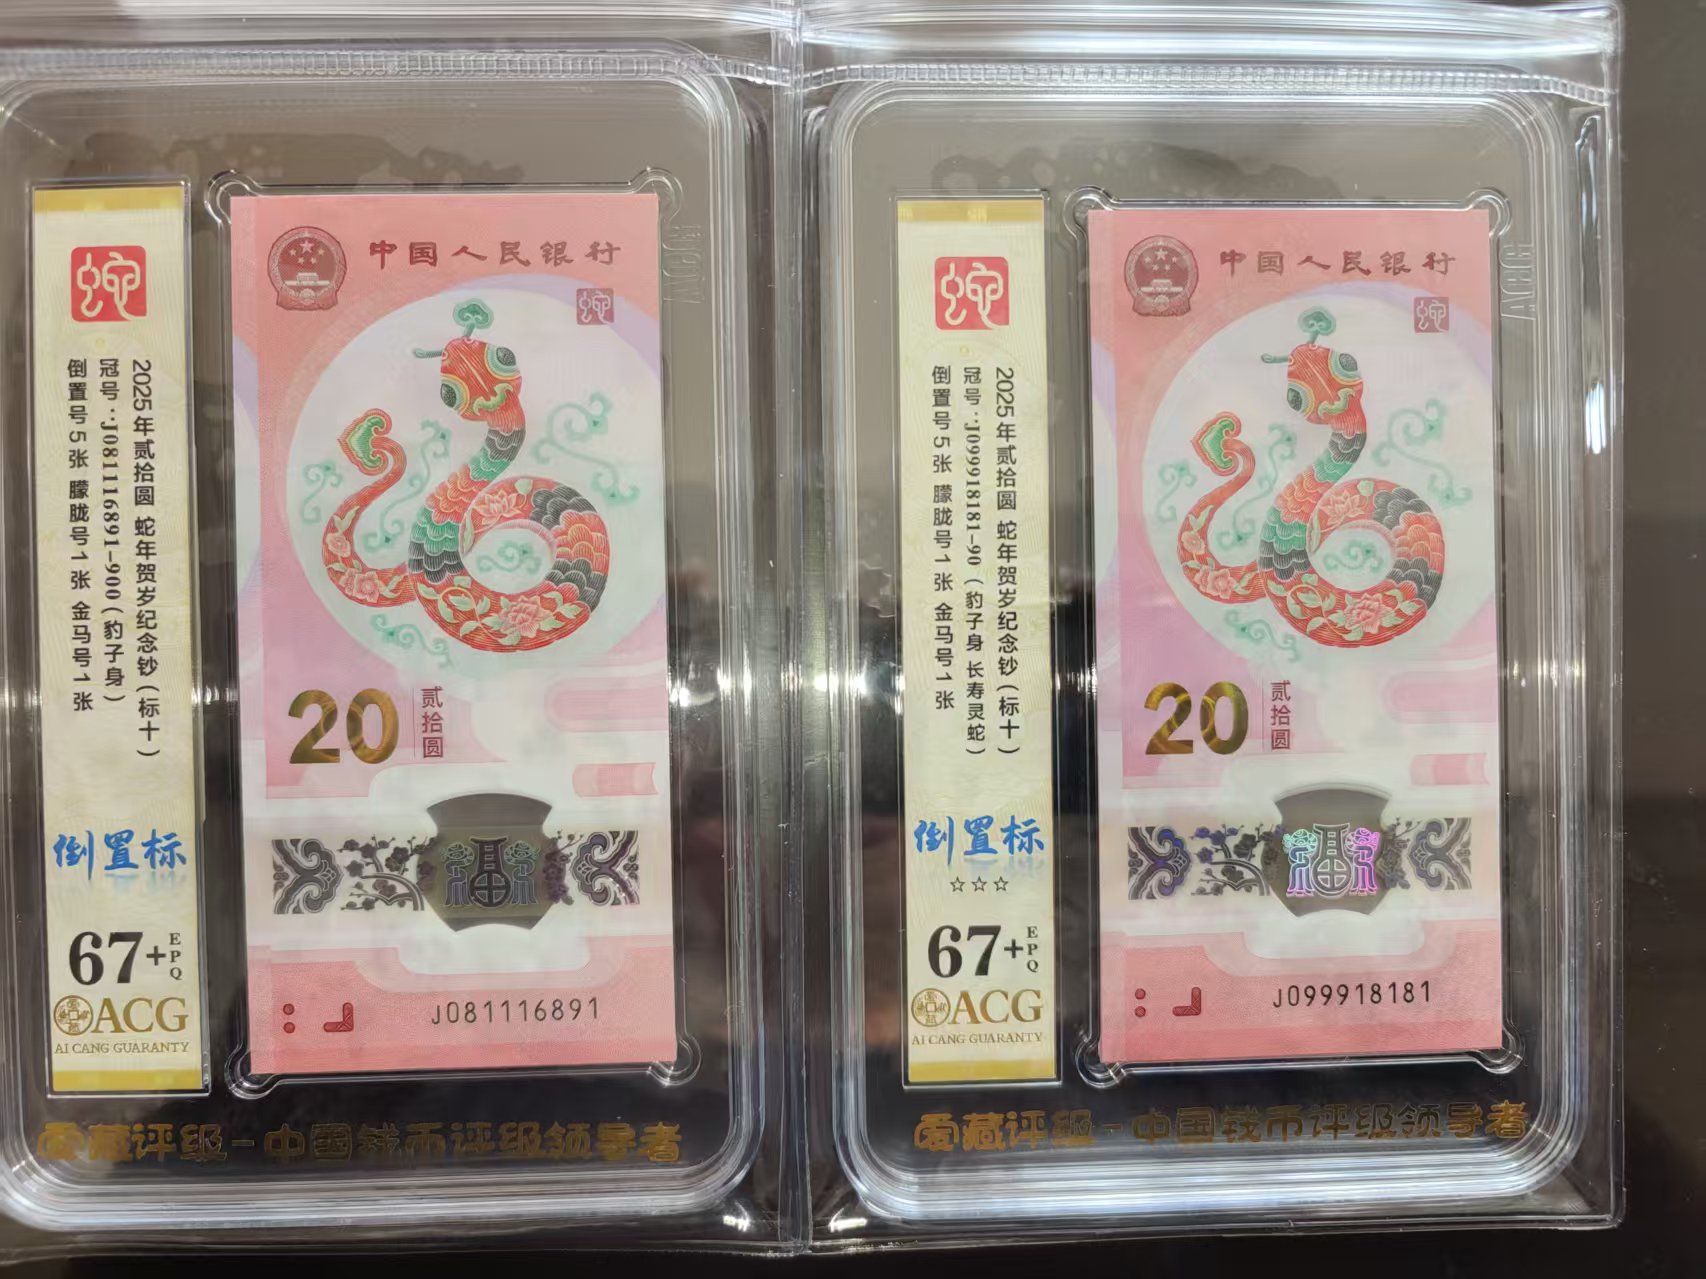 蛇
2025年贰拾圆 蛇年贺岁纪念钞（标十）
冠号：J081116891-900（豹子身）
倒置号5张 朦胧号1张 金马号1张
倒置标
67+
EPQ
ACG
AI CANG GUARANTY
中国人民银行
蛇
20
贰拾圆
J081116891
爱藏评级-中国钱币评级领导者
蛇
2025年贰拾圆 蛇年贺岁纪念钞（标十）
冠号：J099918181-90（豹子身 长寿灵蛇）
倒置号5张 朦胧号1张 金马号1张
倒置标
☆☆☆
67+
EPQ
ACG
AI CANG GUARANTY
中国人民银行
蛇
20
贰拾圆
福
J099918181
ACG
爱藏评级-中国钱币评级领导者